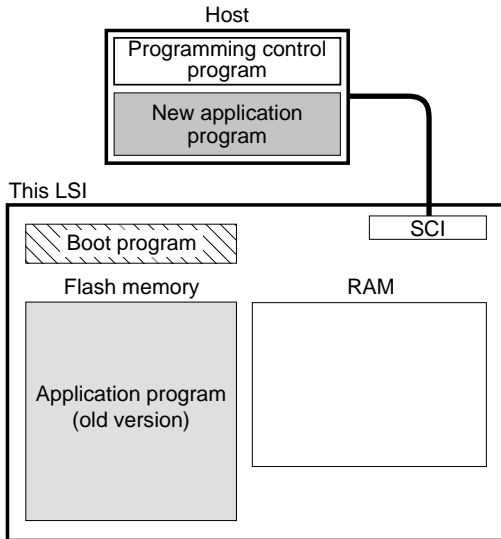 Host
Programming control
program
New application
program
This LSI
SCI
Boot program
Flash memory
RAM
Application program
(old version)